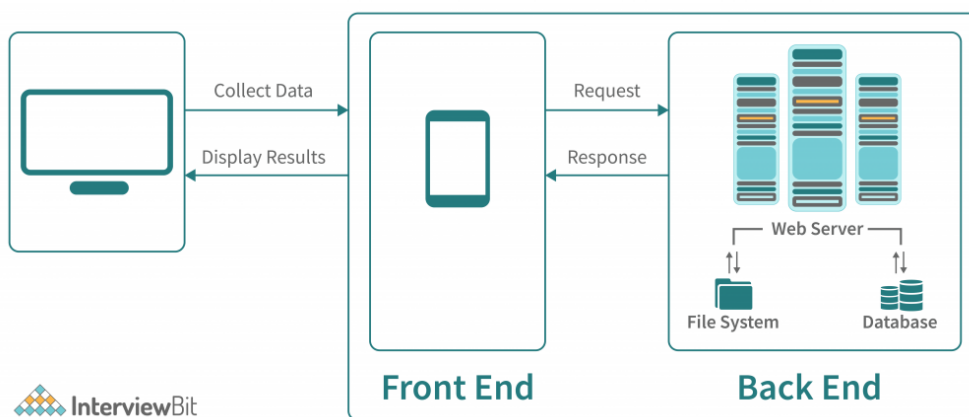 Collect Data
Display Results
Request
Response
Web Server
File System
Database
Front End
Back End
InterviewBit